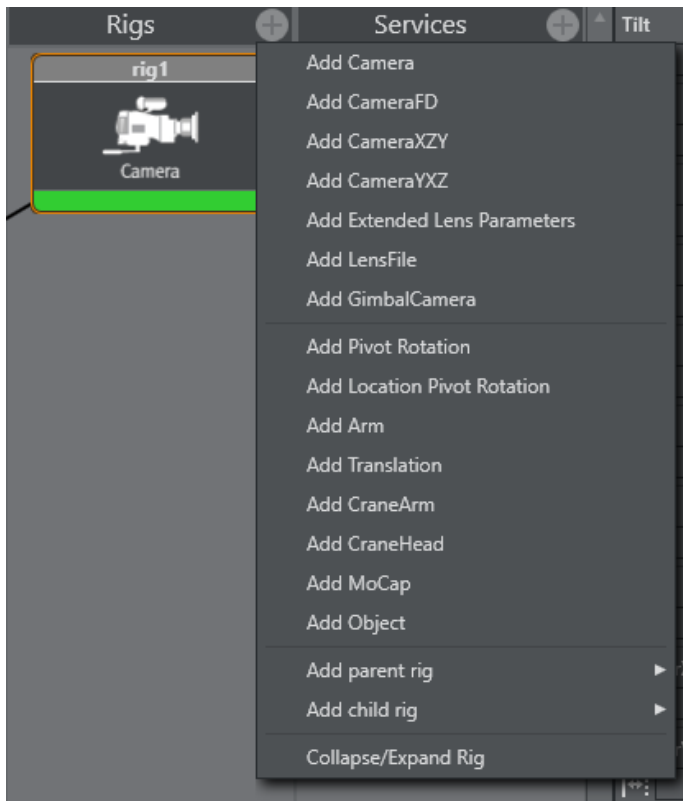 Rigs
Services
Tilt
rig1
Camera
Add Camera
Add CameraFD
Add CameraXZY
Add CameraYXZ
Add Extended Lens Parameters
Add LensFile
Add GimbalCamera
Add Pivot Rotation
Add Location Pivot Rotation
Add Arm
Add Translation
Add CraneArm
Add CraneHead
Add MoCap
Add Object
Add parent rig
Add child rig
Collapse/Expand Rig